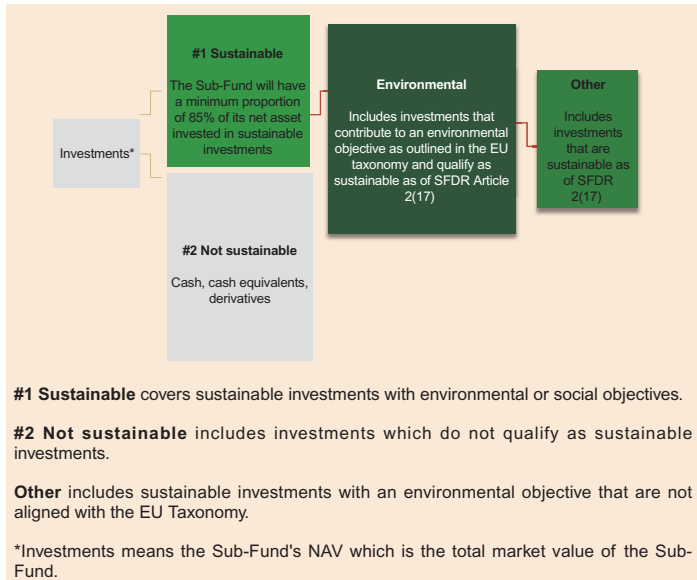 Investments*
#1 Sustainable
The Sub-Fund will have
a minimum proportion
of 85% of its net asset
invested in sustainable
investments
#2 Not sustainable
Cash, cash equivalents,
derivatives
Environmental
Includes investments that
contribute to an environmental
objective as outlined in the EU
taxonomy and qualify as
sustainable as of SFDR Article
2(17)
Other
Includes
investments
that are
sustainable as
of SFDR
2(17)
#1 Sustainable covers sustainable investments with environmental or social objectives.
#2 Not sustainable includes investments which do not qualify as sustainable
investments.
Other includes sustainable investments with an environmental objective that are not
aligned with the EU Taxonomy.
*Investments means the Sub-Fund's NAV which is the total market value of the Sub-
Fund.